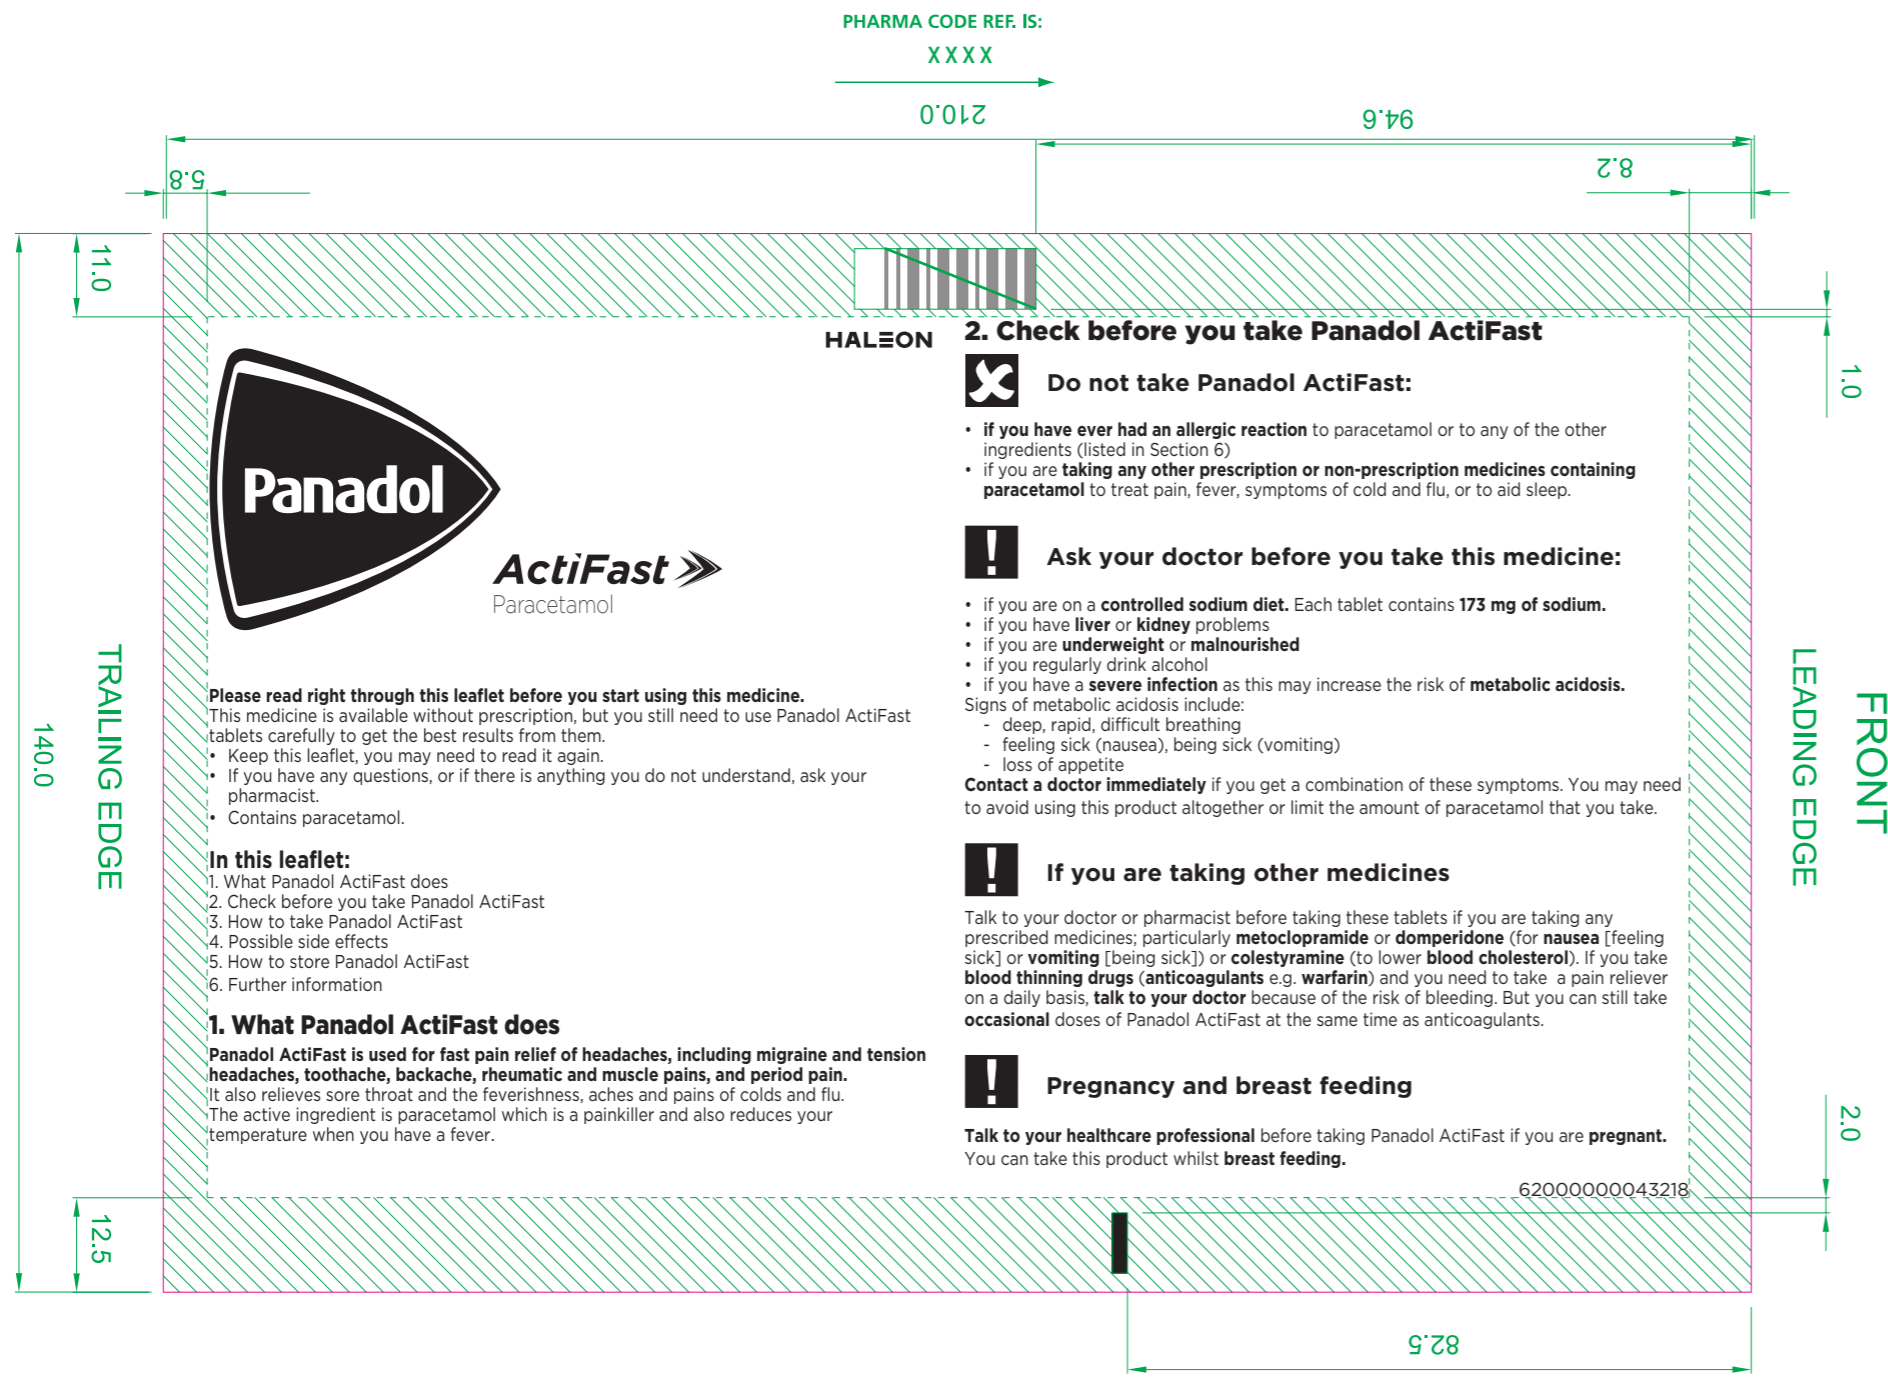 PHARMA CODE REF. IS:
X X X X
210.0
94.6
5.8
8.2
11.0
1.0
140.0
TRAILING EDGE
12.5
LEADING EDGE
FRONT
2.0
82.5
HALEON
Panadol
ActiFast
Paracetamol
Please read right through this leaflet before you start using this medicine.
This medicine is available without prescription, but you still need to use Panadol ActiFast
tablets carefully to get the best results from them.
• Keep this leaflet, you may need to read it again.
• If you have any questions, or if there is anything you do not understand, ask your
pharmacist.
• Contains paracetamol.
In this leaflet:
1. What Panadol ActiFast does
2. Check before you take Panadol ActiFast
3. How to take Panadol ActiFast
4. Possible side effects
5. How to store Panadol ActiFast
6. Further information
1. What Panadol ActiFast does
Panadol ActiFast is used for fast pain relief of headaches, including migraine and tension
headaches, toothache, backache, rheumatic and muscle pains, and period pain.
It also relieves sore throat and the feverishness, aches and pains of colds and flu.
The active ingredient is paracetamol which is a painkiller and also reduces your
temperature when you have a fever.
2. Check before you take Panadol ActiFast
Do not take Panadol ActiFast:
• if you have ever had an allergic reaction to paracetamol or to any of the other
ingredients (listed in Section 6)
• if you are taking any other prescription or non-prescription medicines containing
paracetamol to treat pain, fever, symptoms of cold and flu, or to aid sleep.
! Ask your doctor before you take this medicine:
• if you are on a controlled sodium diet. Each tablet contains 173 mg of sodium.
• if you have liver or kidney problems
• if you are underweight or malnourished
• if you regularly drink alcohol
• if you have a severe infection as this may increase the risk of metabolic acidosis.
Signs of metabolic acidosis include:
- deep, rapid, difficult breathing
- feeling sick (nausea), being sick (vomiting)
- loss of appetite
Contact a doctor immediately if you get a combination of these symptoms. You may need
to avoid using this product altogether or limit the amount of paracetamol that you take.
! If you are taking other medicines
Talk to your doctor or pharmacist before taking these tablets if you are taking any
prescribed medicines; particularly metoclopramide or domperidone (for nausea [feeling
sick] or vomiting [being sick]) or colestyramine (to lower blood cholesterol). If you take
blood thinning drugs (anticoagulants e.g. warfarin) and you need to take a pain reliever
on a daily basis, talk to your doctor because of the risk of bleeding. But you can still take
occasional doses of Panadol ActiFast at the same time as anticoagulants.
! Pregnancy and breast feeding
Talk to your healthcare professional before taking Panadol ActiFast if you are pregnant.
You can take this product whilst breast feeding.
62000000043218